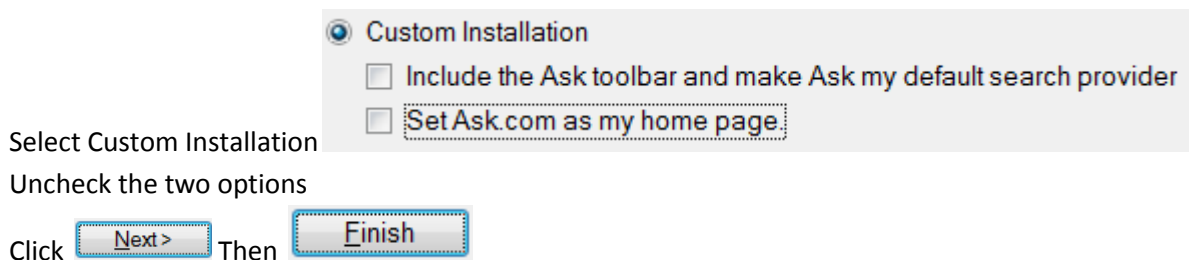 Custom Installation
Include the Ask toolbar and make Ask my default search provider
Set Ask.com as my home page.
Select Custom Installation
Uncheck the two options
Click Next > Then Finish